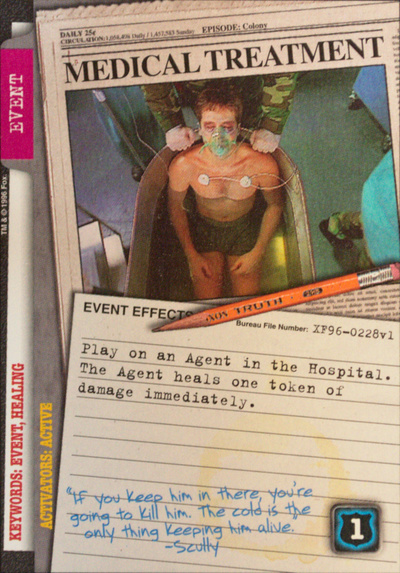 DAILY 25¢ EPISODE: Colony
MEDICAL TREATMENT
EVENT
TM & © 1996 Fox.
TRUTH
EVENT EFFECTS
Bureau File Number: XF96-0228v1
Play on an Agent in the Hospital.
The Agent heals one token of
damage immediately.
KEYWORDS: EVENT, HEALING
ACTIVATORS: ACTIVE
"If you keep him in there, you're
going to kill him. The cold is the
only thing keeping him alive.
-Scully
1